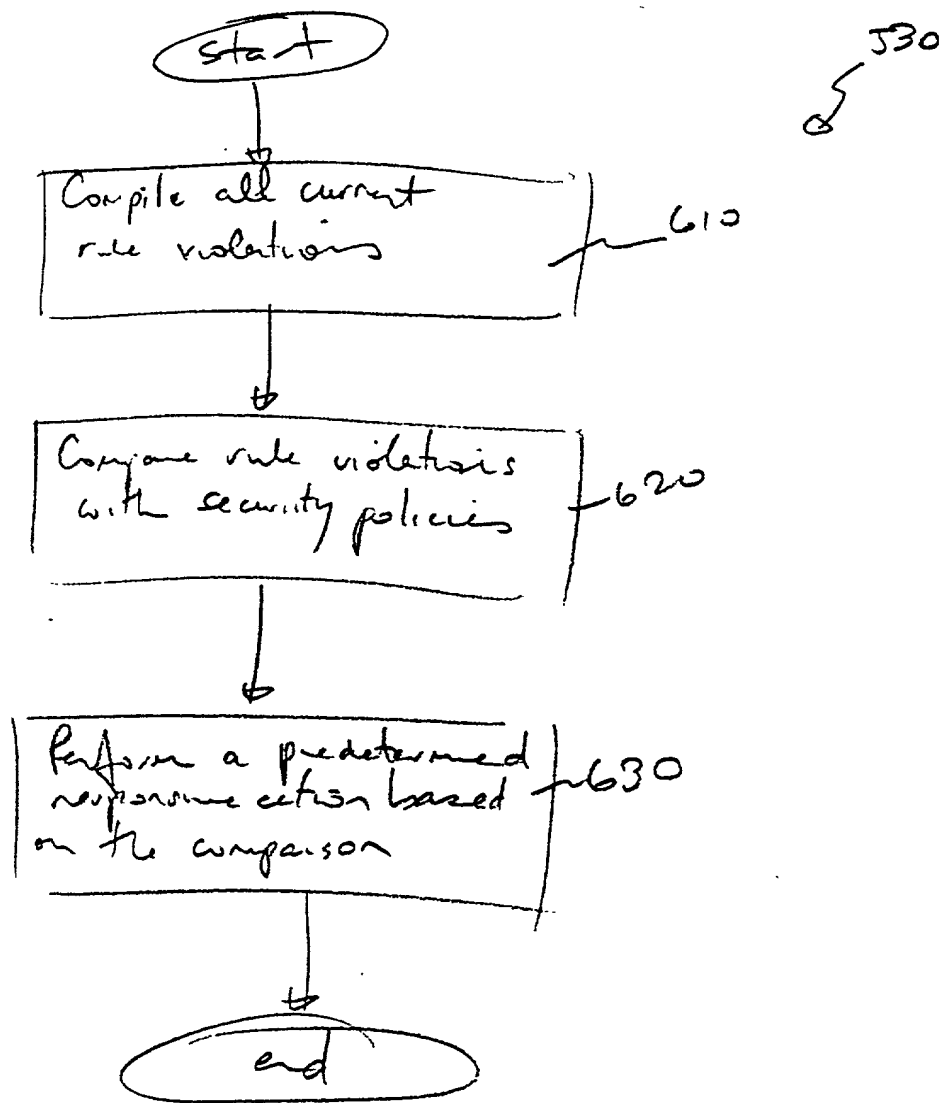 start
530
Compile all current
rule violations
610
Compare rule violations
with security policies
620
Perform a predetermined
responsive action based
on the comparison
630
end